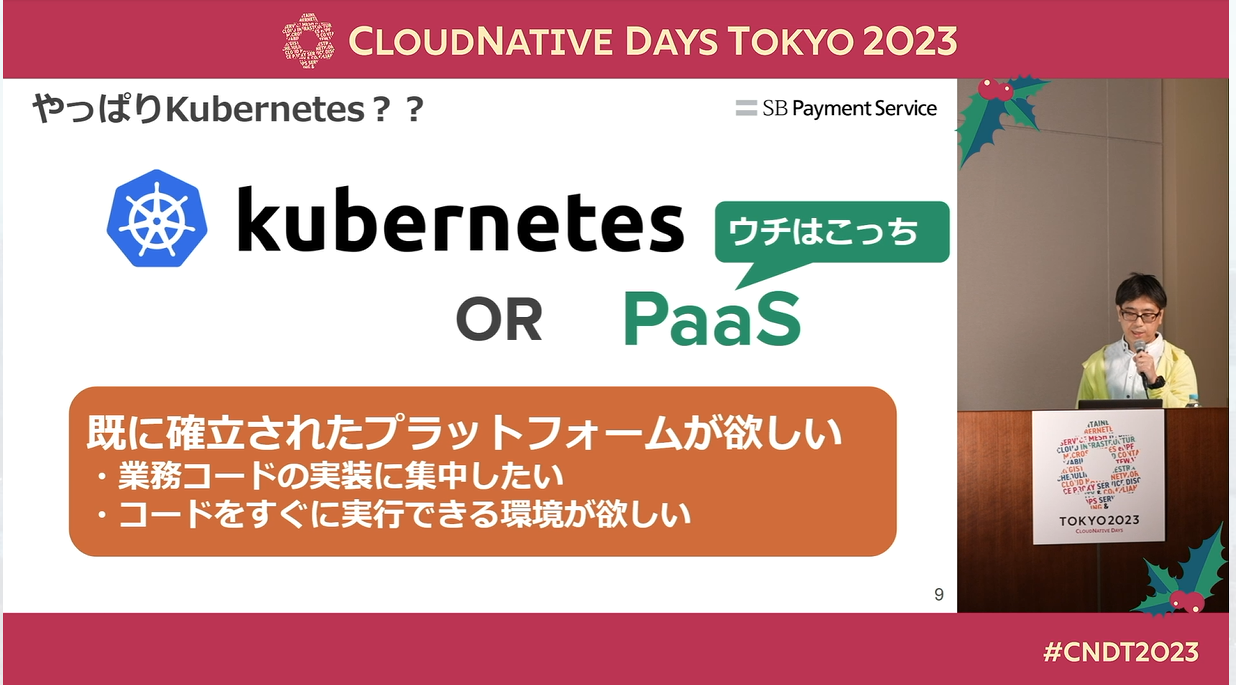 CLOUDNATIVE DAYS TOKYO 2023
やっぱりKubernetes？？
SB Payment Service
kubernetes
ウチはこっち
OR PaaS
既に確立されたプラットフォームが欲しい
・業務コードの実装に集中したい
・コードをすぐに実行できる環境が欲しい
9
TOKYO2023
CLOUDNATIVE DAYS
#CNDT2023